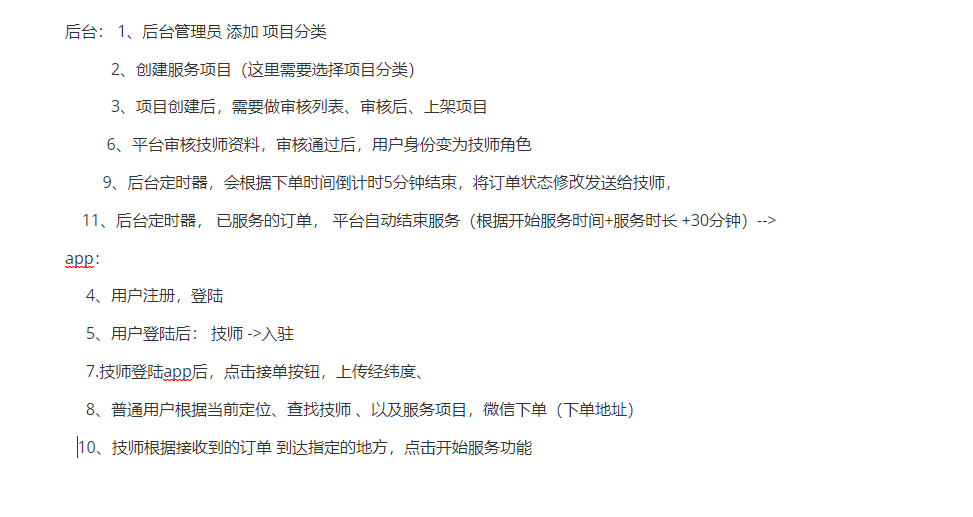 后台： 1、后台管理员 添加 项目分类
2、创建服务项目（这里需要选择项目分类）
3、项目创建后，需要做审核列表、审核后、上架项目
6、平台审核技师资料，审核通过后，用户身份变为技师角色
9、后台定时器，会根据下单时间倒计时5分钟结束，将订单状态修改发送给技师，
11、后台定时器， 已服务的订单， 平台自动结束服务（根据开始服务时间+服务时长 +30分钟）-->
app：
4、用户注册，登陆
5、用户登陆后： 技师 ->入驻
7.技师登陆app后，点击接单按钮，上传经纬度、
8、普通用户根据当前定位、查找技师 、以及服务项目，微信下单（下单地址）
10、技师根据接收到的订单 到达指定的地方，点击开始服务功能